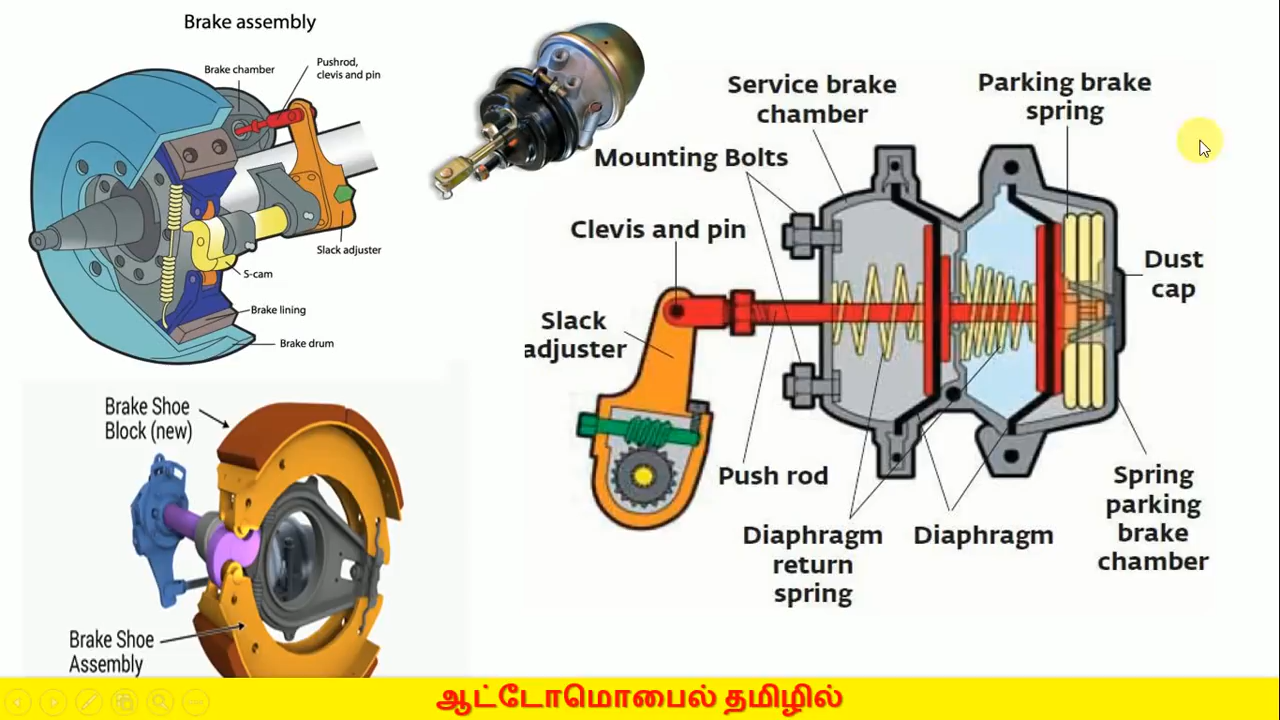 Brake assembly
Brake chamber
Pushrod,
clevis and pin
Slack adjuster
S-cam
Brake lining
Brake drum
Service brake
chamber
Parking brake
spring
Mounting Bolts
Clevis and pin
Dust
cap
Slack
adjuster
Push rod
Diaphragm
return
spring
Diaphragm
Spring
parking
brake
chamber
Brake Shoe
Block (new)
Brake Shoe
Assembly
ஆட்டோமொபைல் தமிழில்